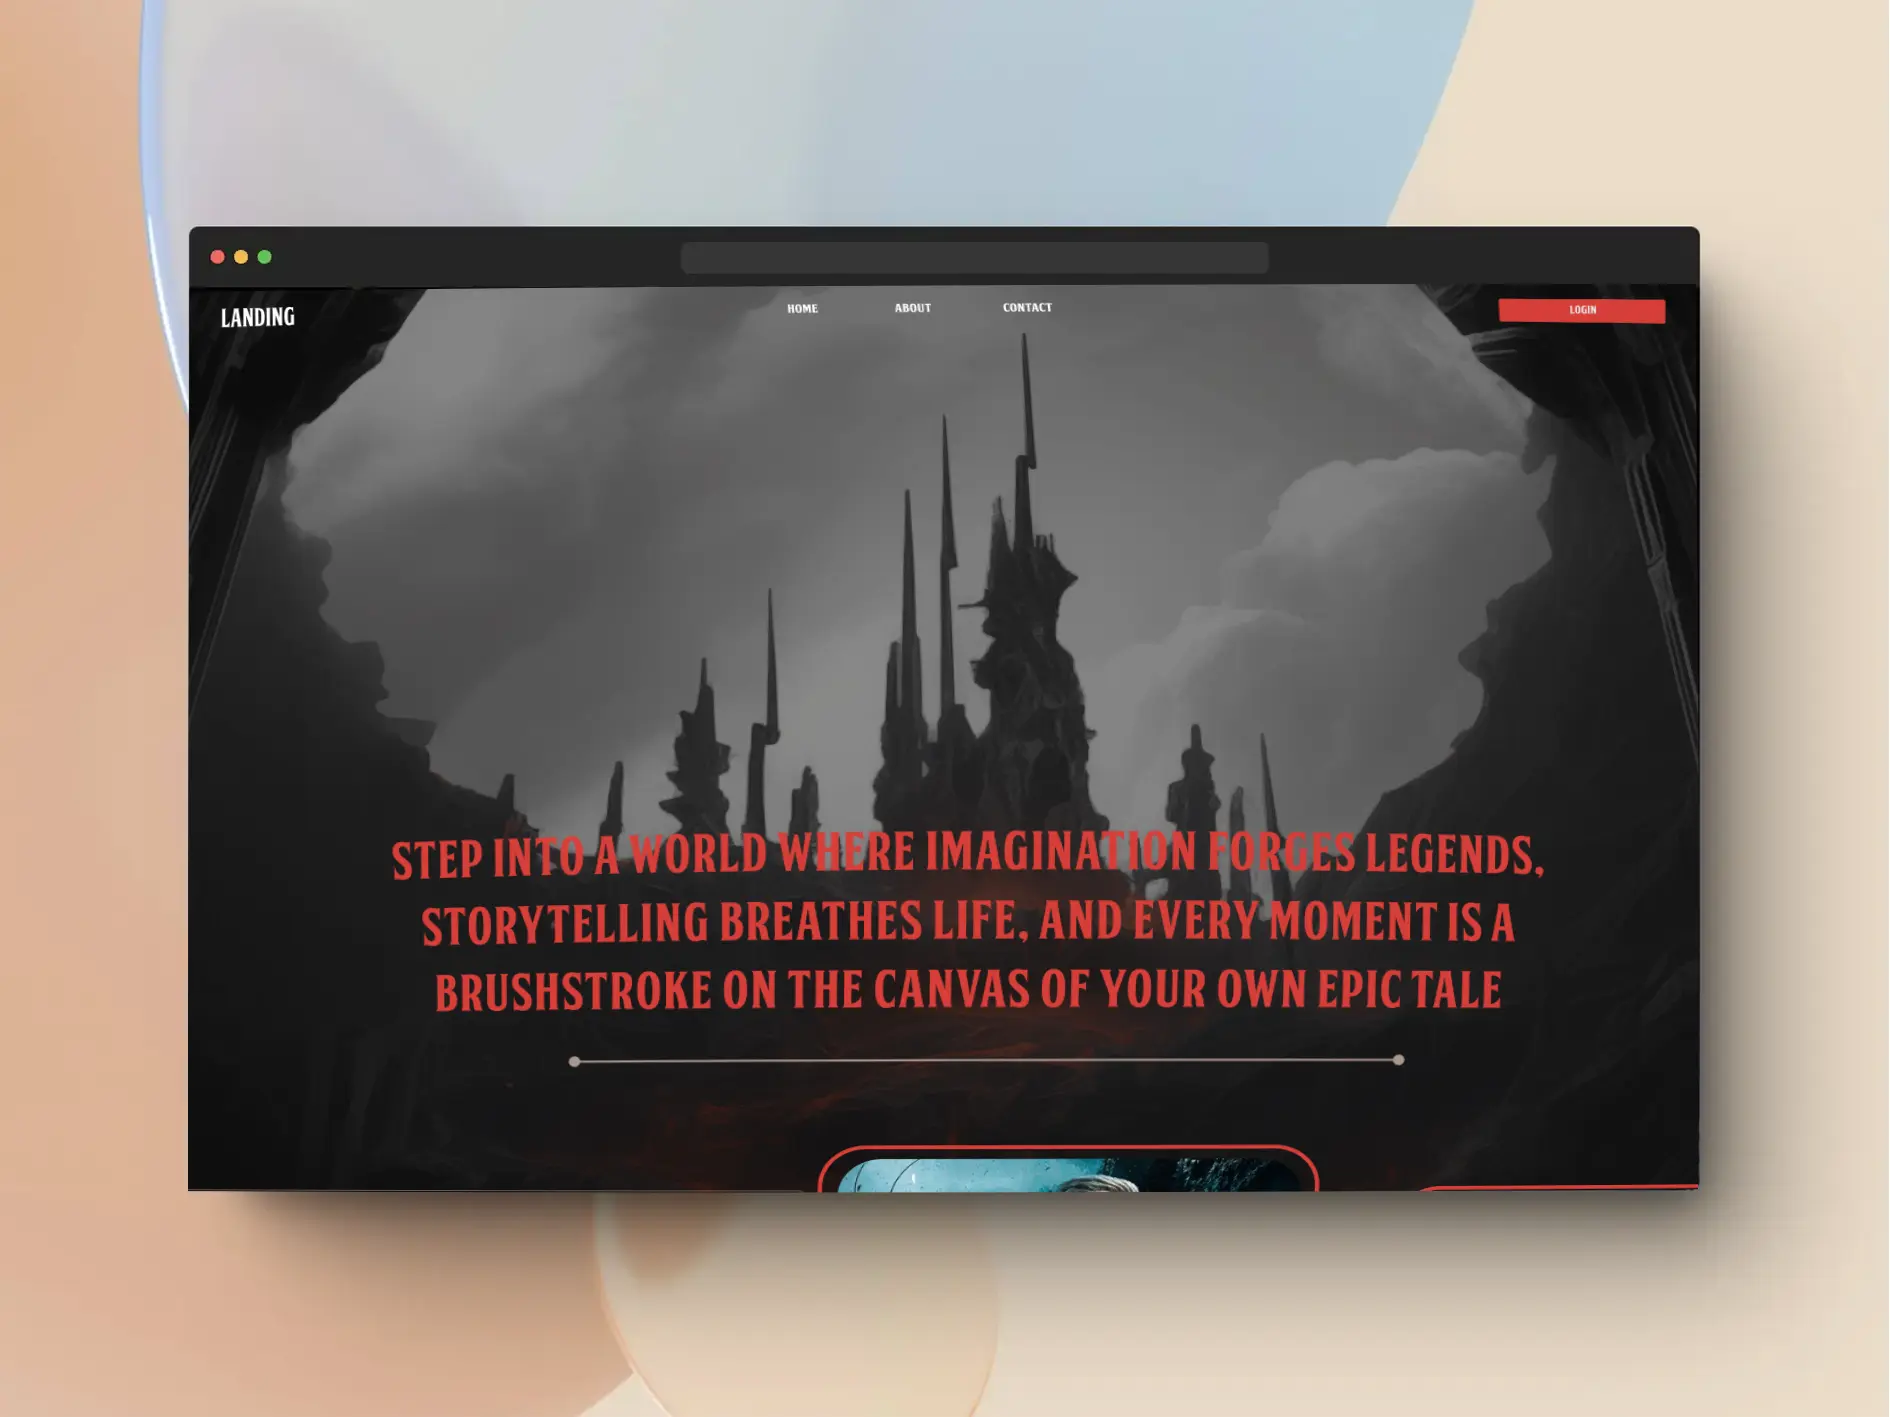 LANDING
HOME
ABOUT
CONTACT
LOGIN
STEP INTO A WORLD WHERE IMAGINATION FORGES LEGENDS,
STORYTELLING BREATHES LIFE, AND EVERY MOMENT IS A
BRUSHSTROKE ON THE CANVAS OF YOUR OWN EPIC TALE